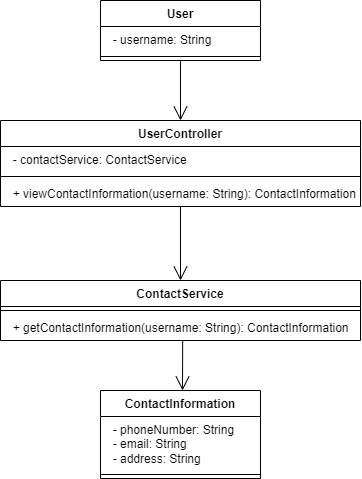 User
- username: String
UserController
- contactService: ContactService
+ viewContactInformation(username: String): ContactInformation
ContactService
+ getContactInformation(username: String): ContactInformation
ContactInformation
- phoneNumber: String
- email: String
- address: String